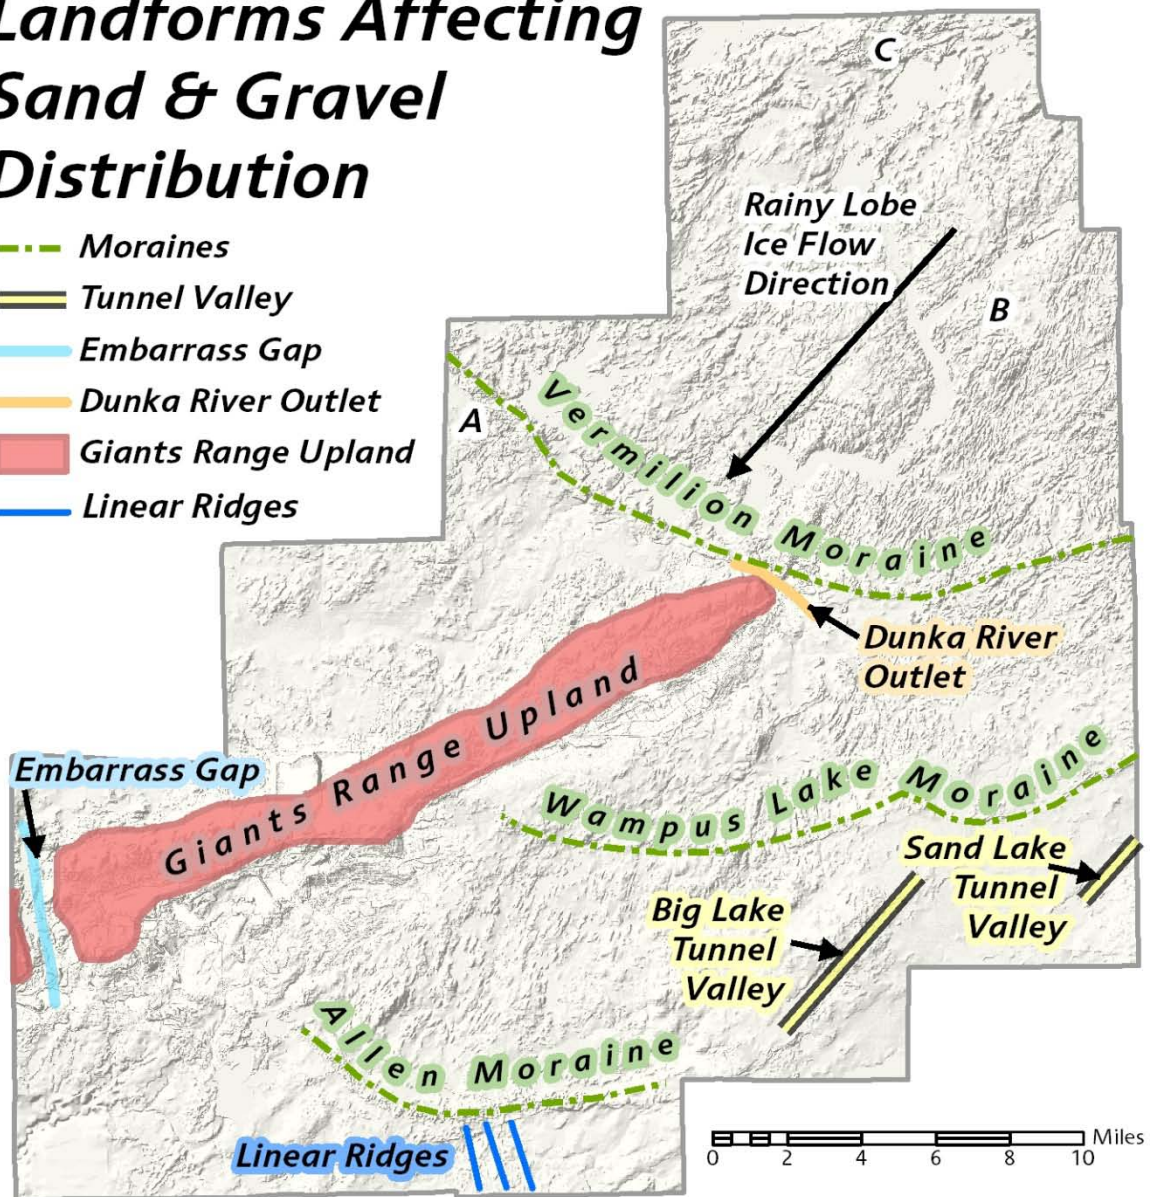 Landforms Affecting
Sand & Gravel
Distribution
Moraines
Tunnel Valley
Embarrass Gap
Dunka River Outlet
Giants Range Upland
Linear Ridges
C
Rainy Lobe
Ice Flow
Direction
B
A
Vermilion Moraine
Dunka River
Outlet
Giants Range Upland
Embarrass Gap
Wampus Lake Moraine
Sand Lake
Tunnel
Valley
Big Lake
Tunnel
Valley
Allen Moraine
Linear Ridges
Miles
0 2 4 6 8 10